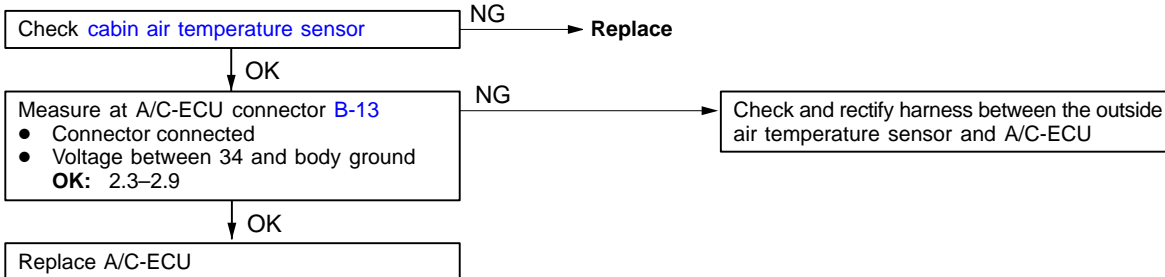 Check cabin air temperature sensor
NG
Replace
OK
Measure at A/C-ECU connector B-13
● Connector connected
● Voltage between 34 and body ground
OK: 2.3–2.9
NG
Check and rectify harness between the outside
air temperature sensor and A/C-ECU
OK
Replace A/C-ECU